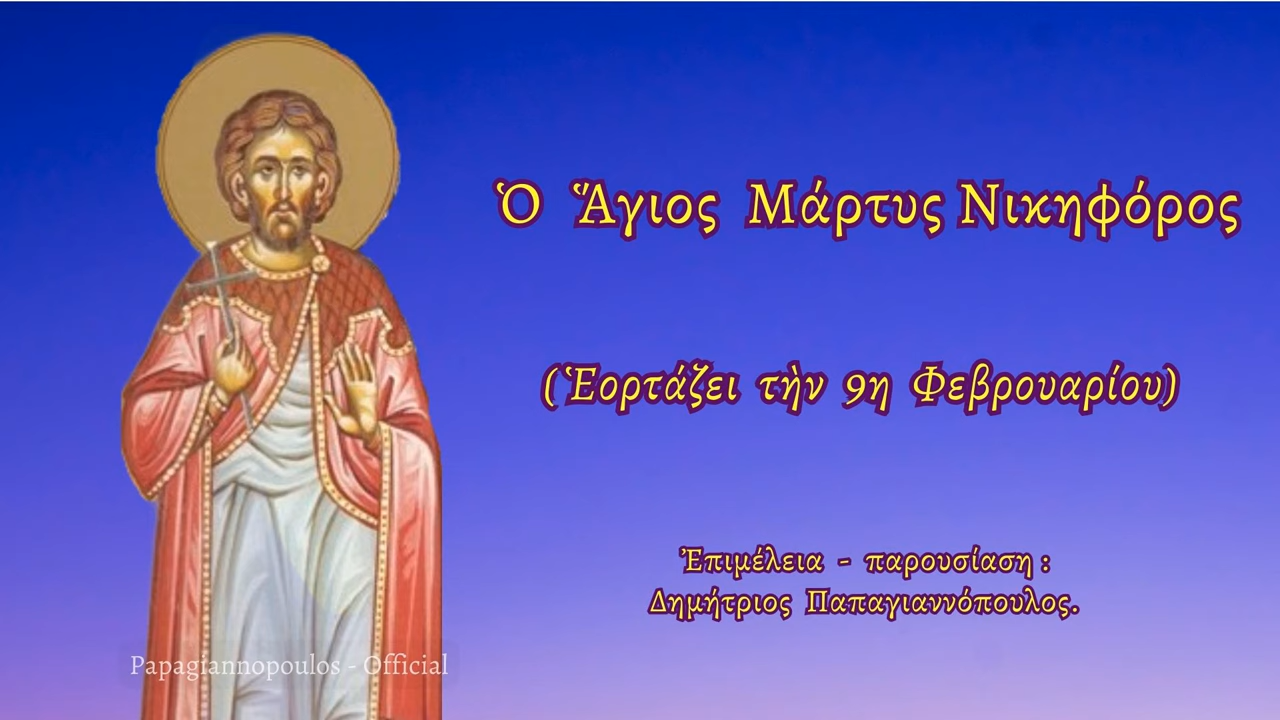 Ὁ Ἅγιος Μάρτυς Νικηφόρος
(Ἑορτάζει τὴν 9η Φεβρουαρίου)
Ἐπιμέλεια - παρουσίαση :
Δημήτριος Παπαγιαννόπουλος.
Papagiannopoulos - Official